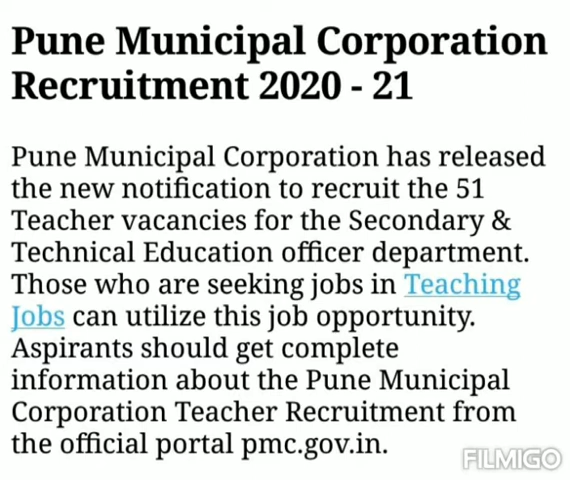 Pune Municipal Corporation
Recruitment 2020 - 21
Pune Municipal Corporation has released
the new notification to recruit the 51
Teacher vacancies for the Secondary &
Technical Education officer department.
Those who are seeking jobs in Teaching
Jobs can utilize this job opportunity.
Aspirants should get complete
information about the Pune Municipal
Corporation Teacher Recruitment from
the official portal pmc.gov.in.
FILMIGO